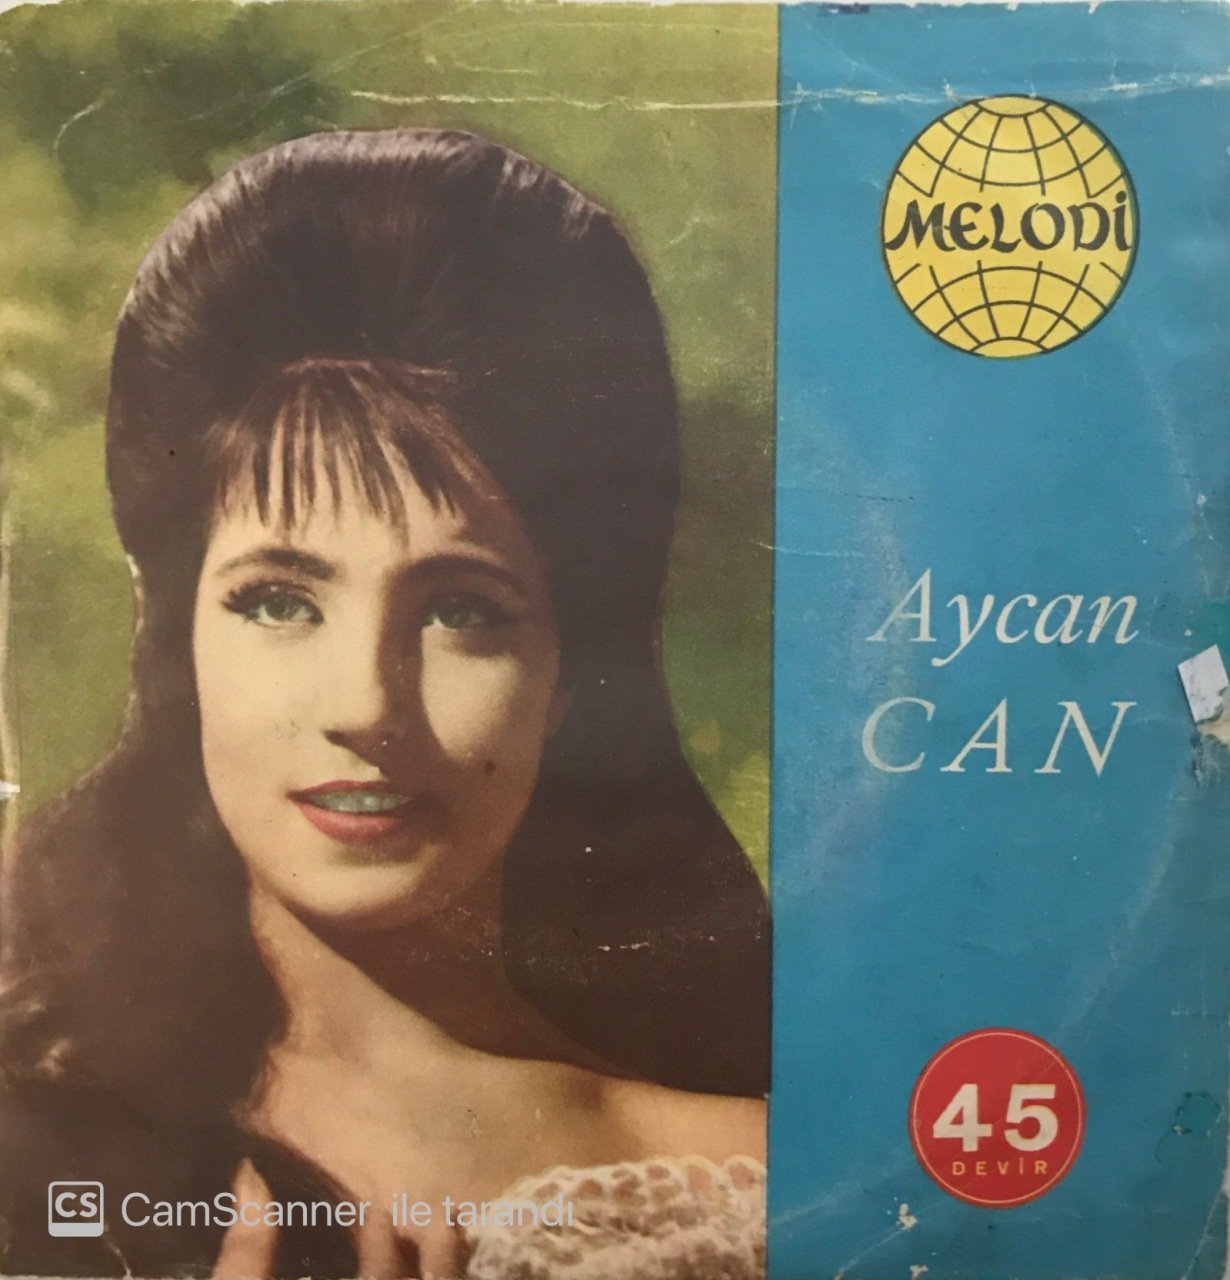 MELODİ
Aycan
CAN
45
DEVİR
CS CamScanner ile tarandı